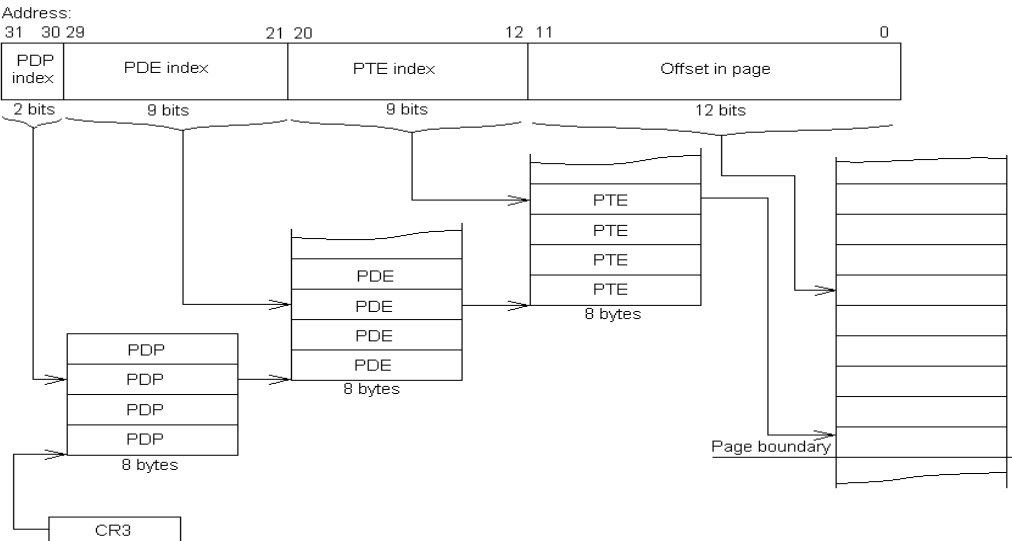 Address:
31 30 29 21 20 12 11 0
PDP index
PDE index
PTE index
Offset in page
2 bits
9 bits
9 bits
12 bits
PTE
PTE
PTE
PTE
8 bytes
PDE
PDE
PDE
PDE
8 bytes
PDP
PDP
PDP
PDP
8 bytes
Page boundary
CR3